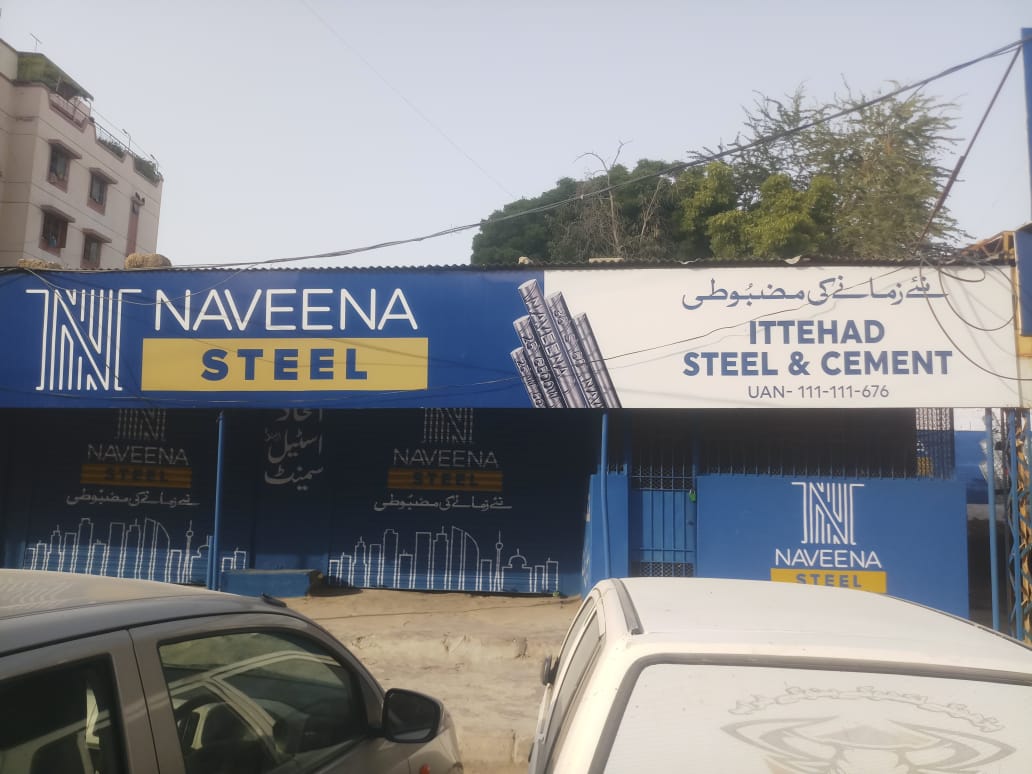 NAVEENA
STEEL
نئے زمانے کی مضبُوطی
ITTEHAD
STEEL & CEMENT
UAN- 111-111-676
NAVEENA
STEEL
نئے زمانے کی مضبُوطی
اتحاد
اسٹیل اینڈ
سیمنٹ
NAVEENA
STEEL
نئے زمانے کی مضبُوطی
NAVEENA
STEEL